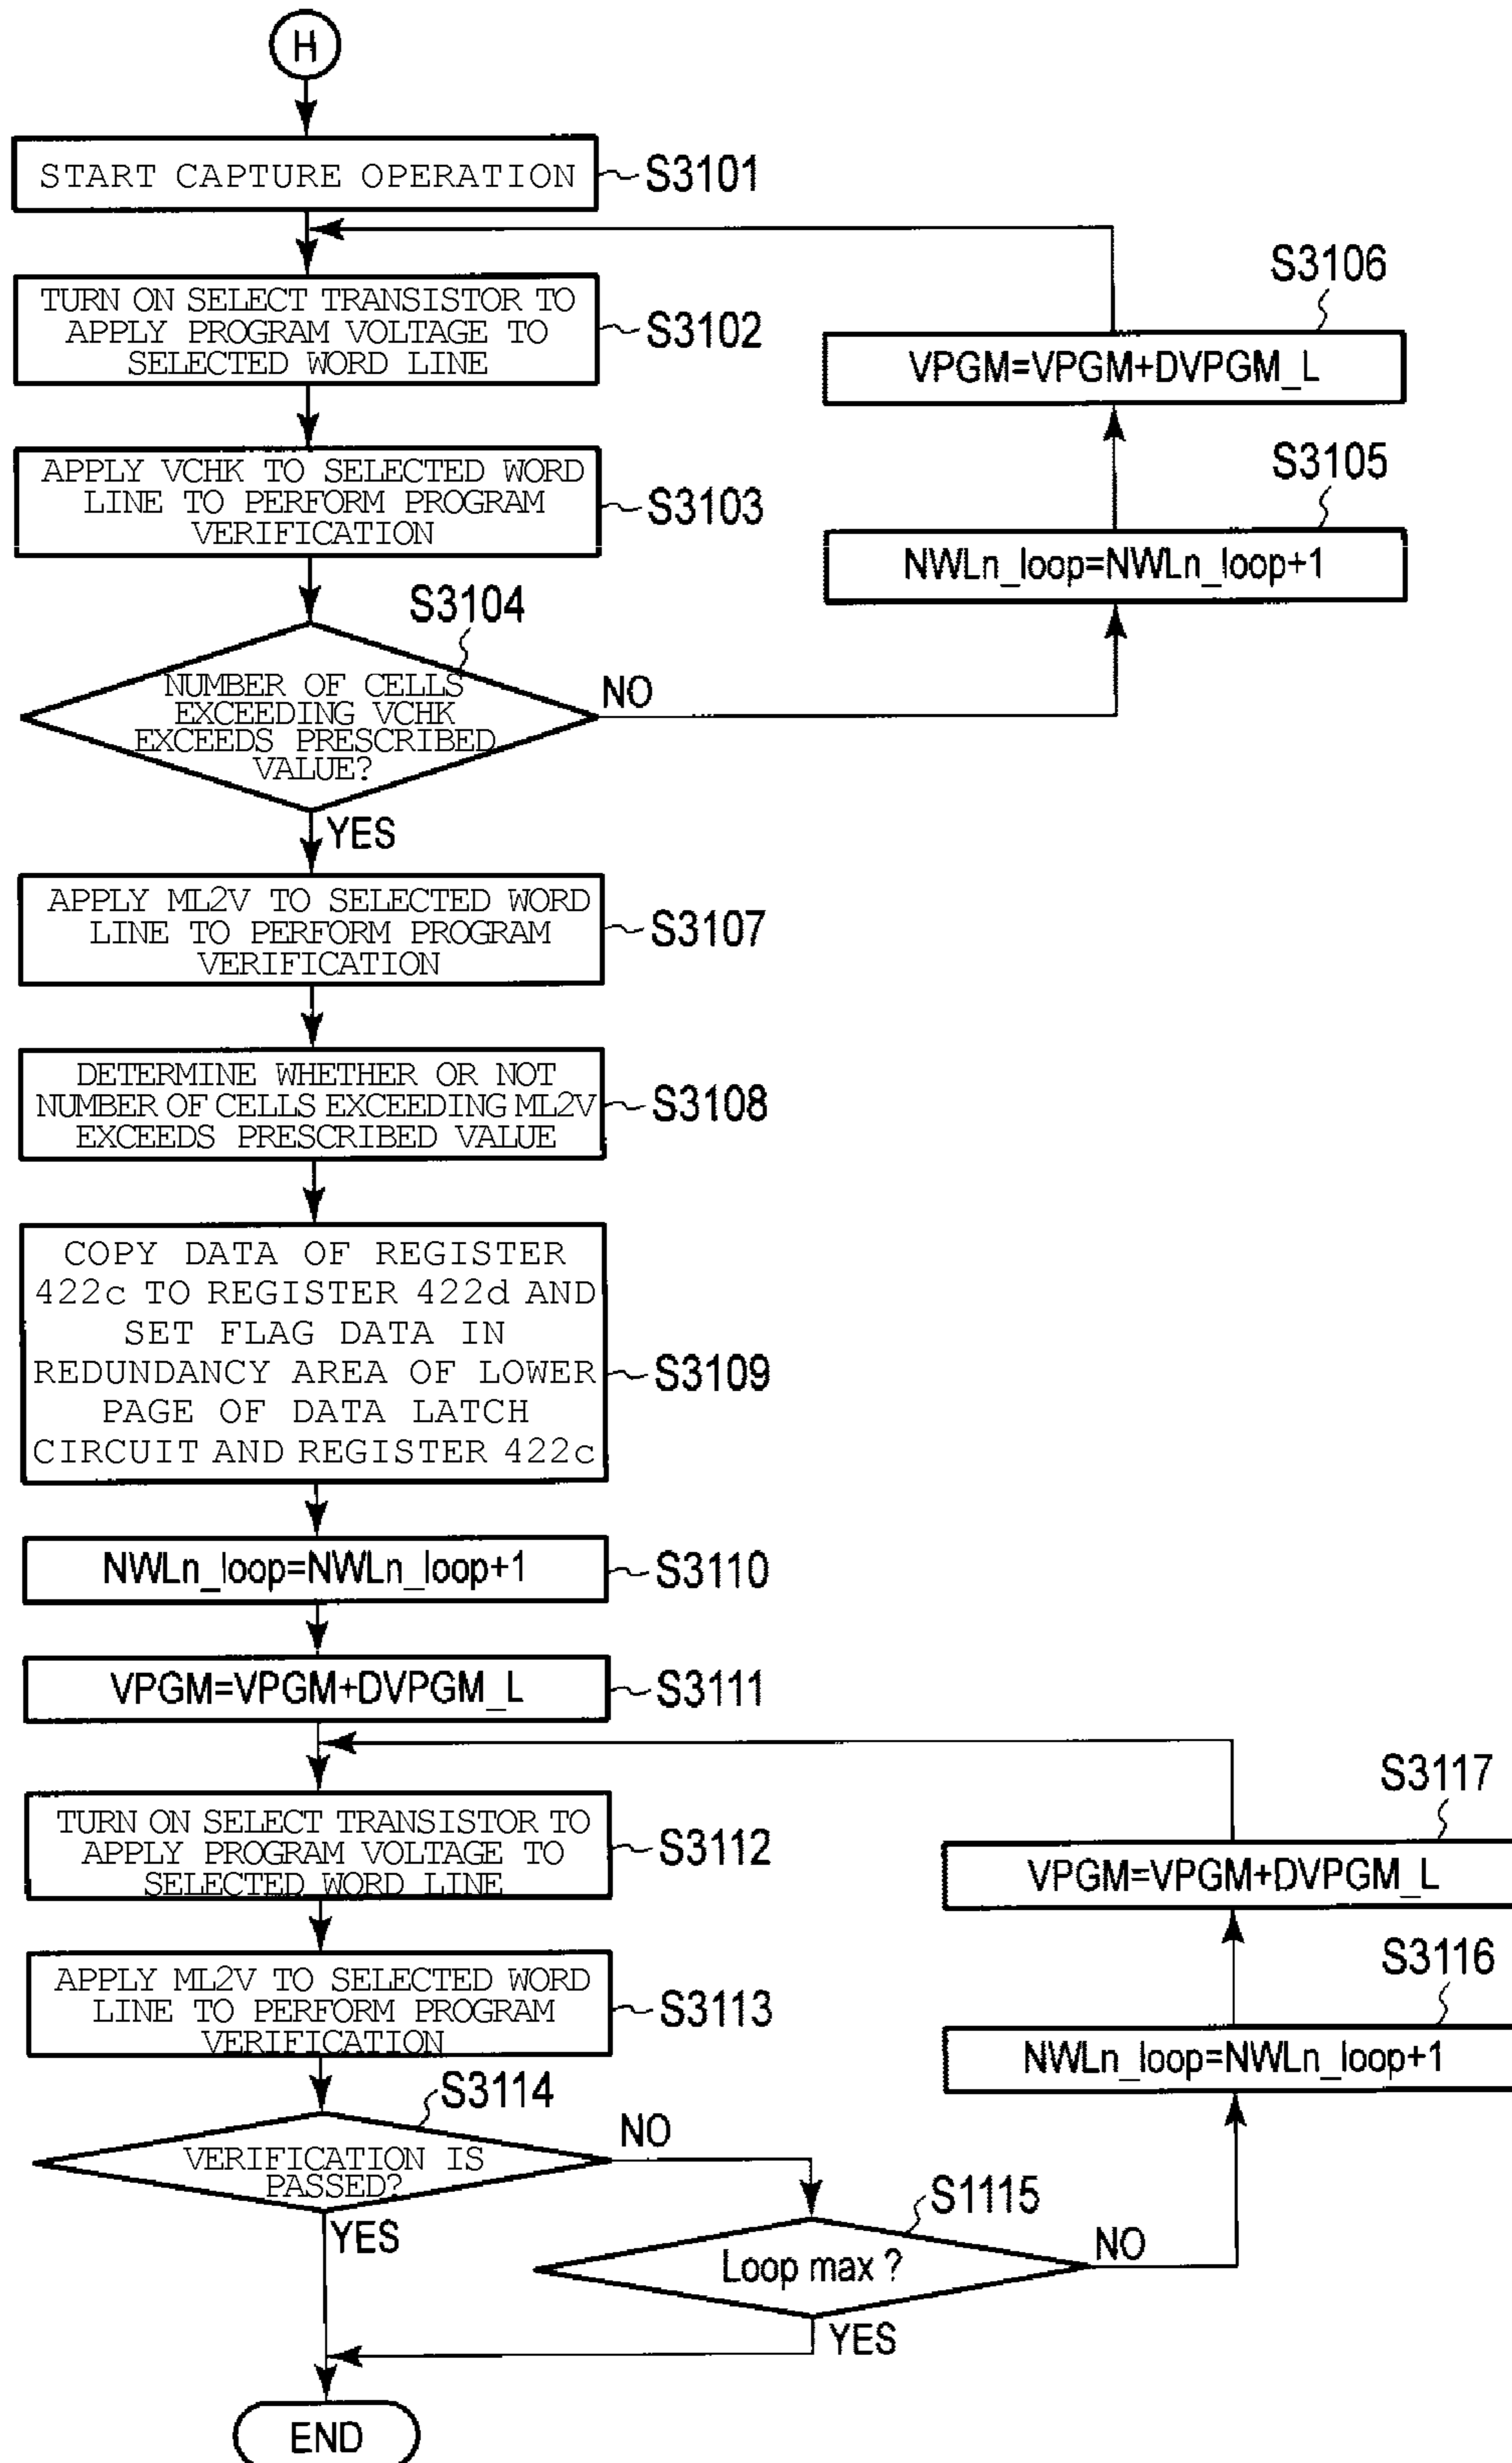 H
START CAPTURE OPERATION
S3101
TURN ON SELECT TRANSISTOR TO
APPLY PROGRAM VOLTAGE TO
SELECTED WORD LINE
S3102
APPLY VCHK TO SELECTED WORD
LINE TO PERFORM PROGRAM
VERIFICATION
S3103
S3104
NUMBER OF CELLS
EXCEEDING VCHK
EXCEEDS PRESCRIBED
VALUE?
NO
YES
S3105
NWLn_loop=NWLn_loop+1
S3106
VPGM=VPGM+DVPGM_L
APPLY ML2V TO SELECTED WORD
LINE TO PERFORM PROGRAM
VERIFICATION
S3107
DETERMINE WHETHER OR NOT
NUMBER OF CELLS EXCEEDING ML2V
EXCEEDS PRESCRIBED VALUE
S3108
COPY DATA OF REGISTER
422c TO REGISTER 422d AND
SET FLAG DATA IN
REDUNDANCY AREA OF LOWER
PAGE OF DATA LATCH
CIRCUIT AND REGISTER 422c
S3109
NWLn_loop=NWLn_loop+1
S3110
VPGM=VPGM+DVPGM_L
S3111
TURN ON SELECT TRANSISTOR TO
APPLY PROGRAM VOLTAGE TO
SELECTED WORD LINE
S3112
APPLY ML2V TO SELECTED WORD
LINE TO PERFORM PROGRAM
VERIFICATION
S3113
S3114
VERIFICATION IS
PASSED?
NO
YES
S1115
Loop max ?
NO
YES
S3116
NWLn_loop=NWLn_loop+1
S3117
VPGM=VPGM+DVPGM_L
END